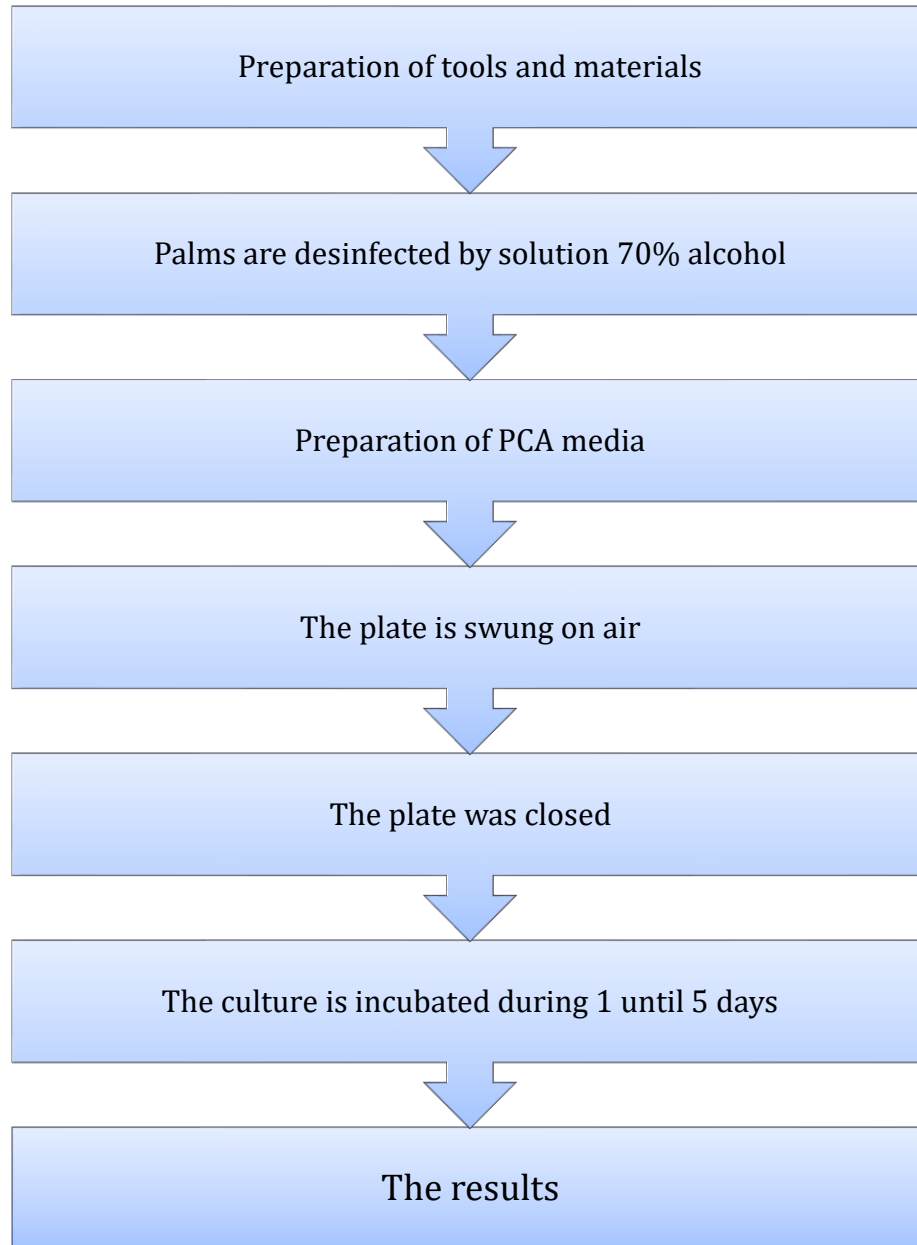 Preparation of tools and materials
Palms are desinfected by solution 70% alcohol
Preparation of PCA media
The plate is swung on air
The plate was closed
The culture is incubated during 1 until 5 days
The results